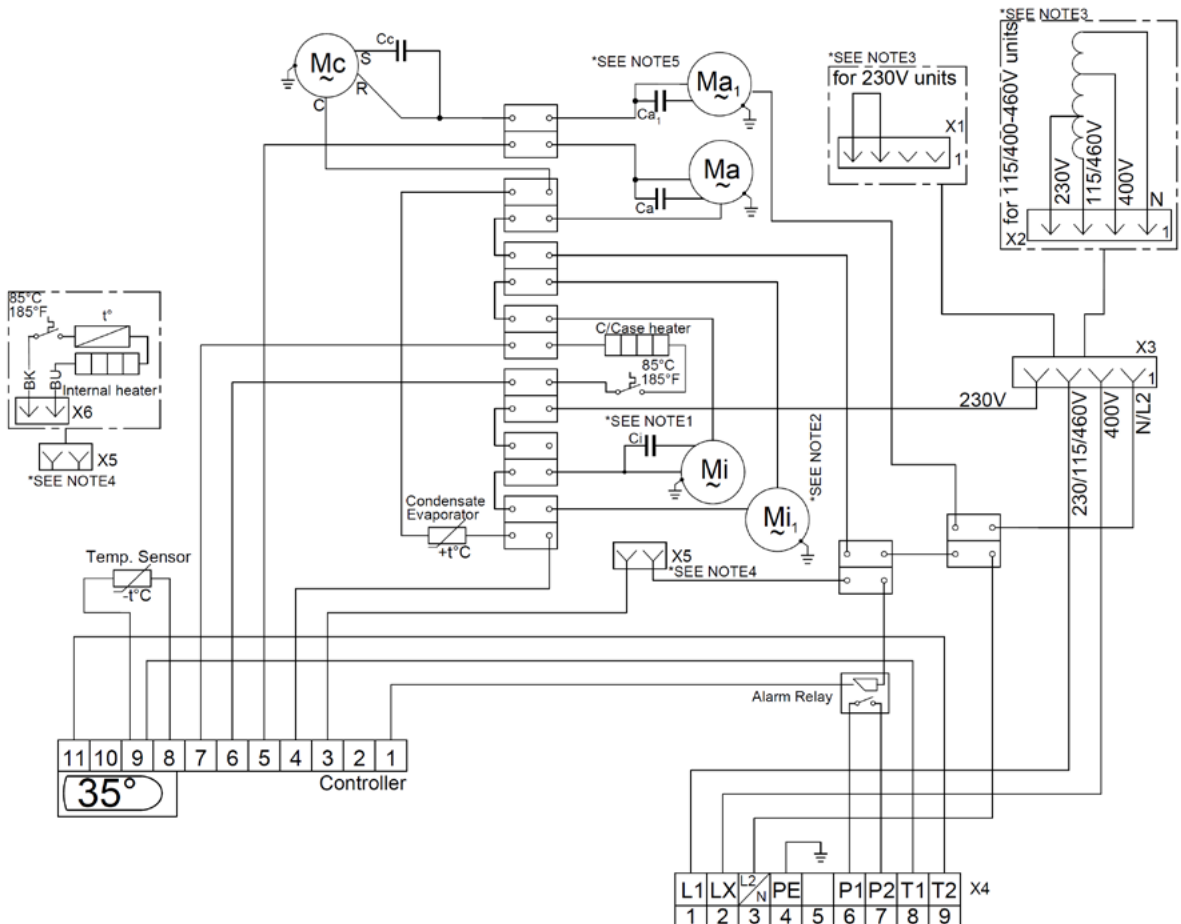 *SEE NOTE3
for 115/400-460V units
230V
115/460V
400V
N
X2
1
*SEE NOTE3
for 230V units
X1
1
Mc
~
S
R
C
Cc
*SEE NOTE5
Ma1
~
Ca1
Ma
~
Ca
85°C
185°F
t°
BK
BU
Internal heater
X6
X5
*SEE NOTE4
C/Case heater
85°C
185°F
*SEE NOTE1
Ci
Mi
~
*SEE NOTE2
Mi1
~
X3
1
230V
230/115/460V
400V
N/L2
Condensate
Evaporator
+t°C
X5
*SEE NOTE4
Temp. Sensor
-t°C
Alarm Relay
11 10 9 8 7 6 5 4 3 2 1
Controller
35°
L1 LX L2/N PE P1 P2 T1 T2 X4
1 2 3 4 5 6 7 8 9